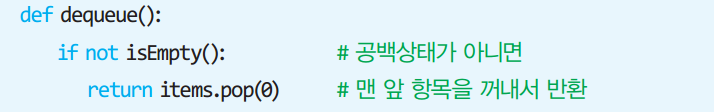 def dequeue():
    if not isEmpty():    # 공백상태가 아니면
        return items.pop(0)    # 맨 앞 항목을 꺼내서 반환